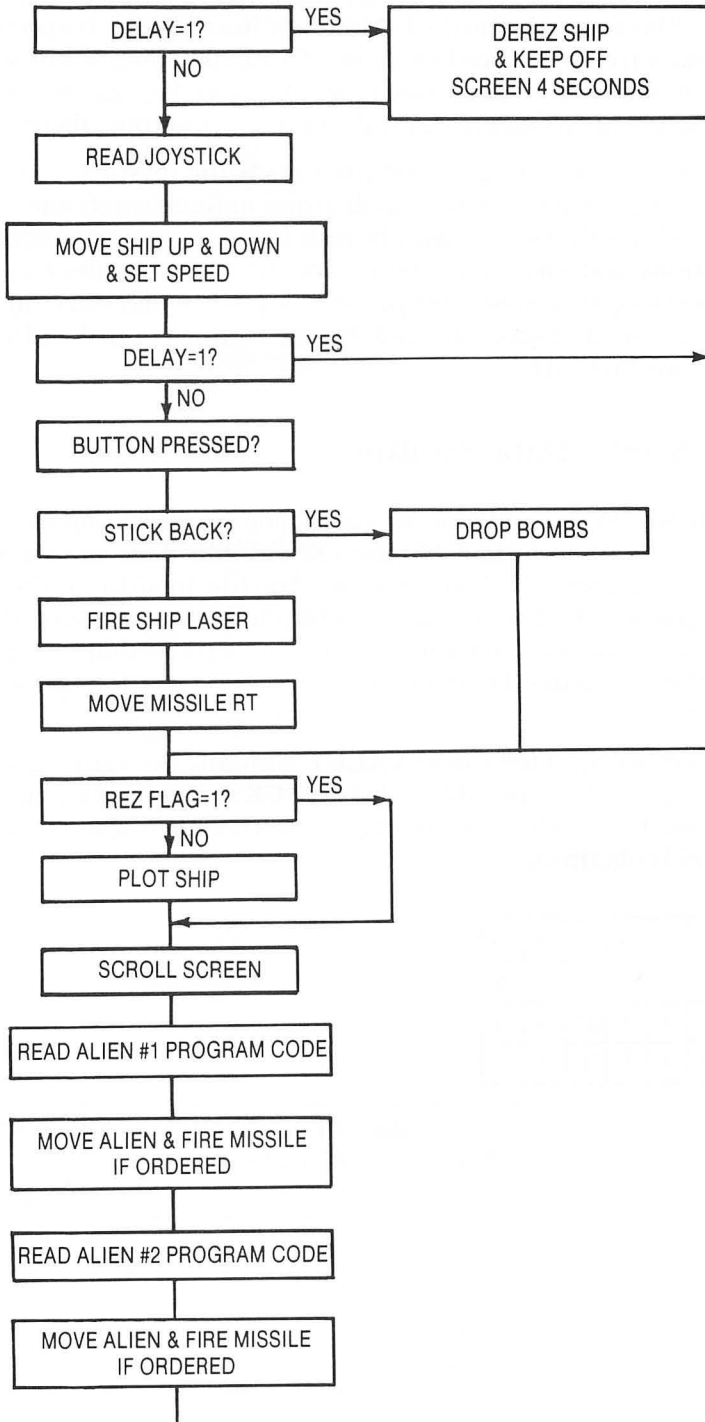 DELAY=1?
YES
DEREZ SHIP
& KEEP OFF
SCREEN 4 SECONDS
NO
READ JOYSTICK
MOVE SHIP UP & DOWN
& SET SPEED
DELAY=1?
YES
NO
BUTTON PRESSED?
STICK BACK?
YES
DROP BOMBS
FIRE SHIP LASER
MOVE MISSILE RT
REZ FLAG=1?
YES
NO
PLOT SHIP
SCROLL SCREEN
READ ALIEN #1 PROGRAM CODE
MOVE ALIEN & FIRE MISSILE
IF ORDERED
READ ALIEN #2 PROGRAM CODE
MOVE ALIEN & FIRE MISSILE
IF ORDERED